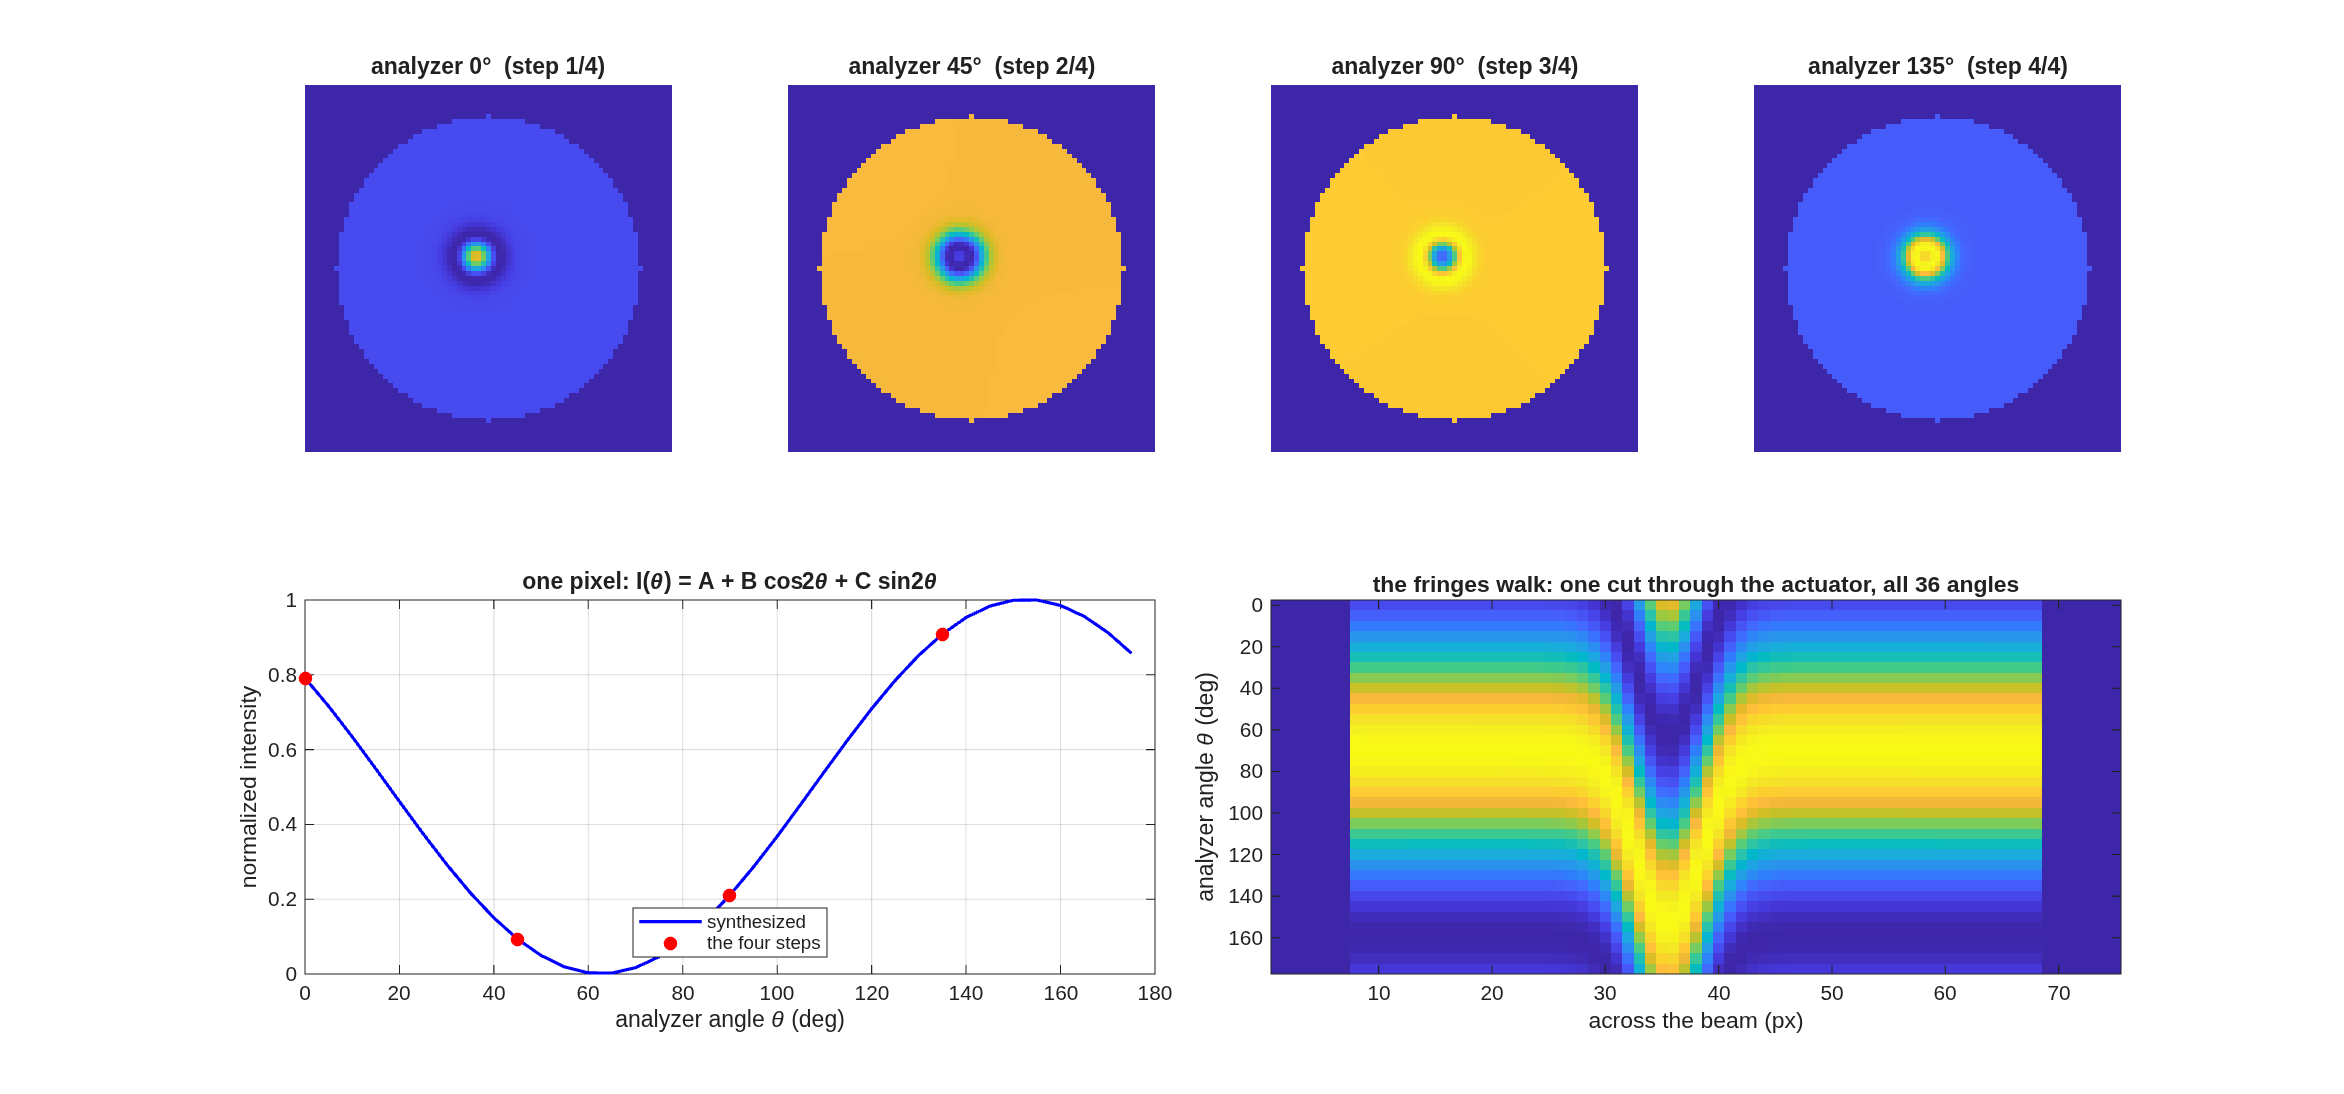 analyzer 0°  (step 1/4)
analyzer 45°  (step 2/4)
analyzer 90°  (step 3/4)
analyzer 135°  (step 4/4)
one pixel: I(θ) = A + B cos2θ + C sin2θ
1
0.8
0.6
0.4
0.2
0
normalized intensity
synthesized
the four steps
0 20 40 60 80 100 120 140 160 180
analyzer angle θ (deg)
the fringes walk: one cut through the actuator, all 36 angles
0
20
40
60
80
100
120
140
160
analyzer angle θ (deg)
10 20 30 40 50 60 70
across the beam (px)